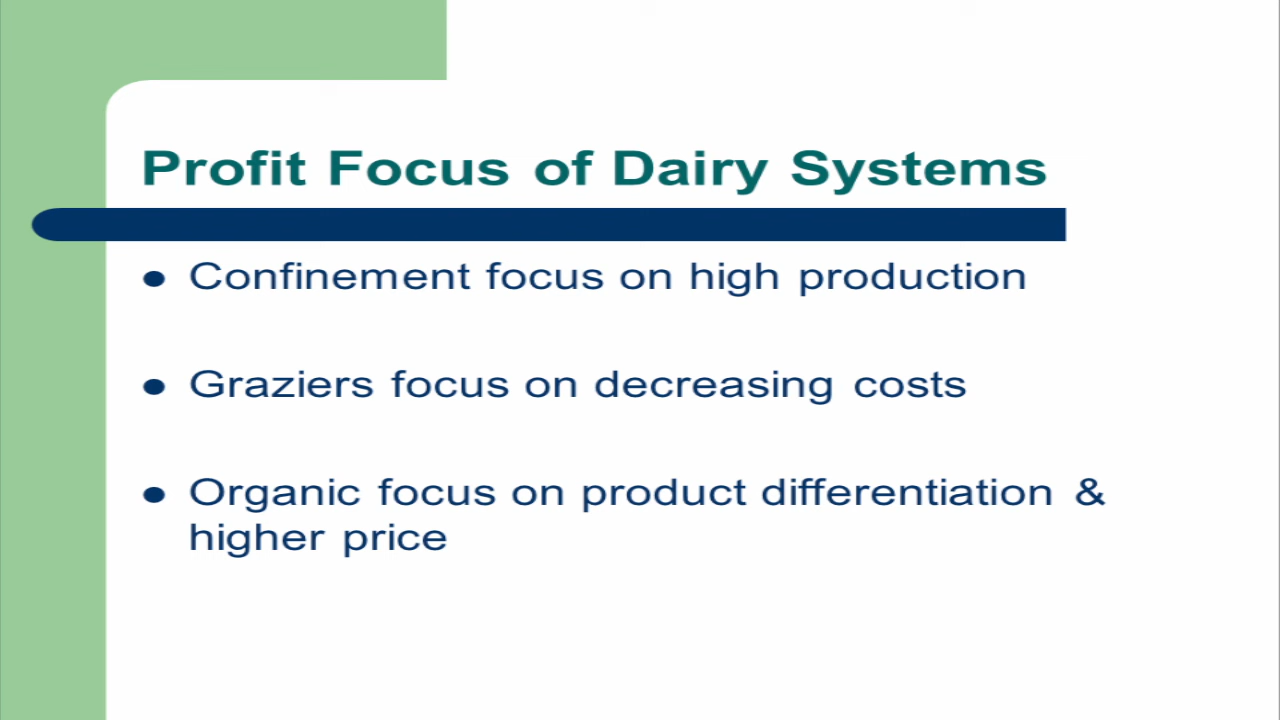 Profit Focus of Dairy Systems
● Confinement focus on high production
● Graziers focus on decreasing costs
● Organic focus on product differentiation &
higher price